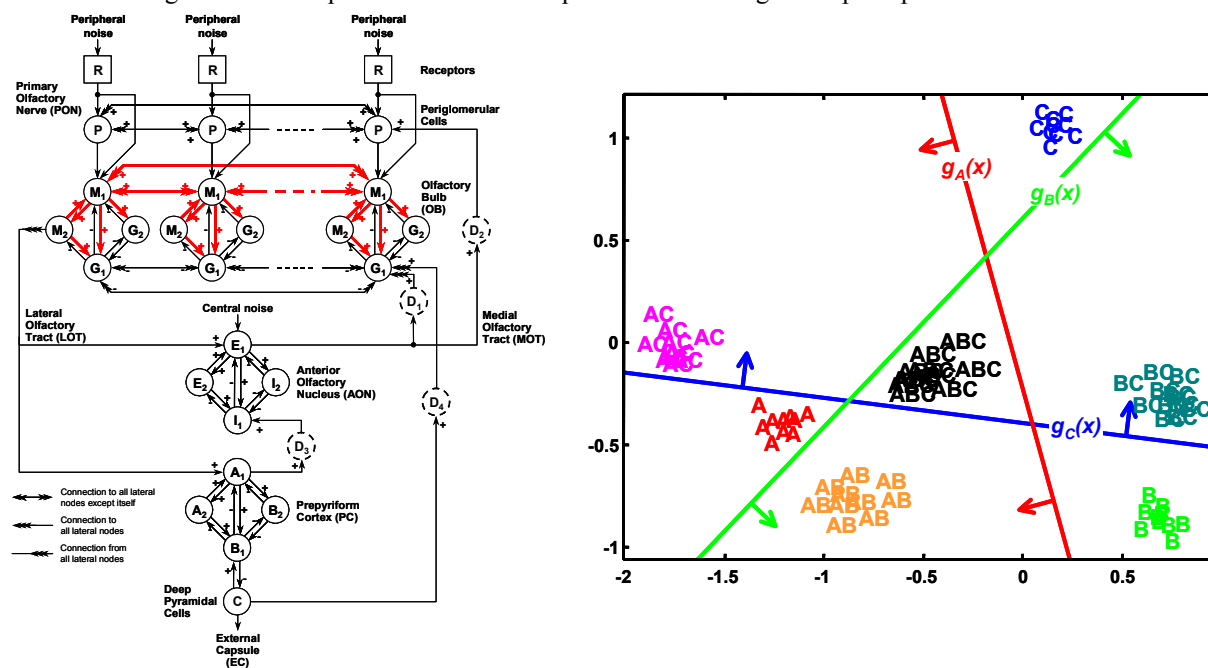 Peripheral noise
Peripheral noise
Peripheral noise
R
R
R
Receptors
Primary Olfactory Nerve (PON)
Periglomerular Cells
P
P
P
M1
M1
M1
Olfactory Bulb (OB)
M2
G2
M2
G2
M2
G2
D2
G1
G1
G1
D1
Lateral Olfactory Tract (LOT)
Central noise
Medial Olfactory Tract (MOT)
E1
E2
I2
Anterior Olfactory Nucleus (AON)
I1
D4
D3
A1
A2
B2
Prepyriform Cortex (PC)
B1
Connection to all lateral nodes except itself
Connection to all lateral nodes
Connection from all lateral nodes
Deep Pyramidal Cells
C
External Capsule (EC)
1
0.5
0
-0.5
-1
-2
-1.5
-1
-0.5
0
0.5
gA(x)
gB(x)
gC(x)
C
AC
ABC
BC
A
AB
B